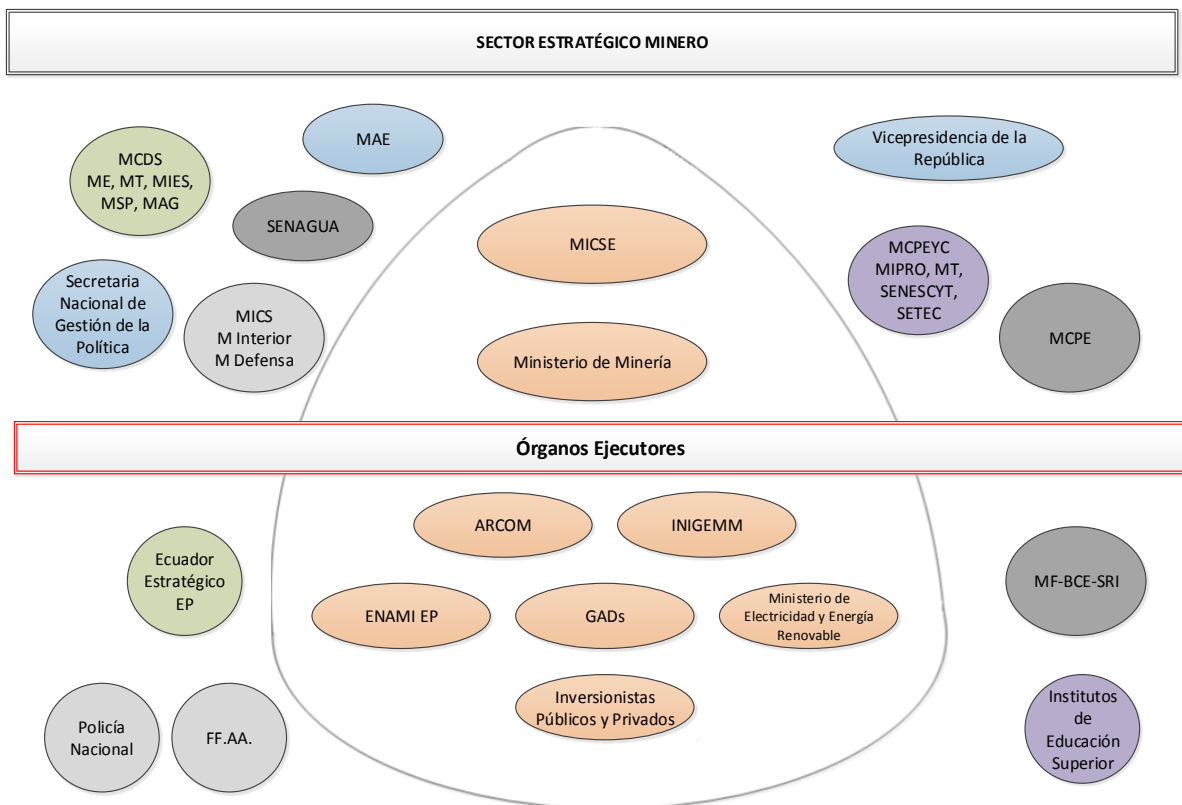 SECTOR ESTRATÉGICO MINERO
MAE
Vicepresidencia de la
República
MCDS
ME, MT, MIES,
MSP, MAG
SENAGUA
MICSE
MCPEYC
MIPRO, MT,
SENESCYT,
SETEC
Secretaria
Nacional de
Gestión de la
Política
MICS
M Interior
M Defensa
Ministerio de Minería
MCPE
Órganos Ejecutores
ARCOM
INIGEMM
Ecuador
Estratégico
EP
MF-BCE-SRI
ENAMI EP
GADs
Ministerio de
Electricidad y Energía
Renovable
Inversionistas
Públicos y Privados
Policía
Nacional
FF.AA.
Institutos
de
Educación
Superior